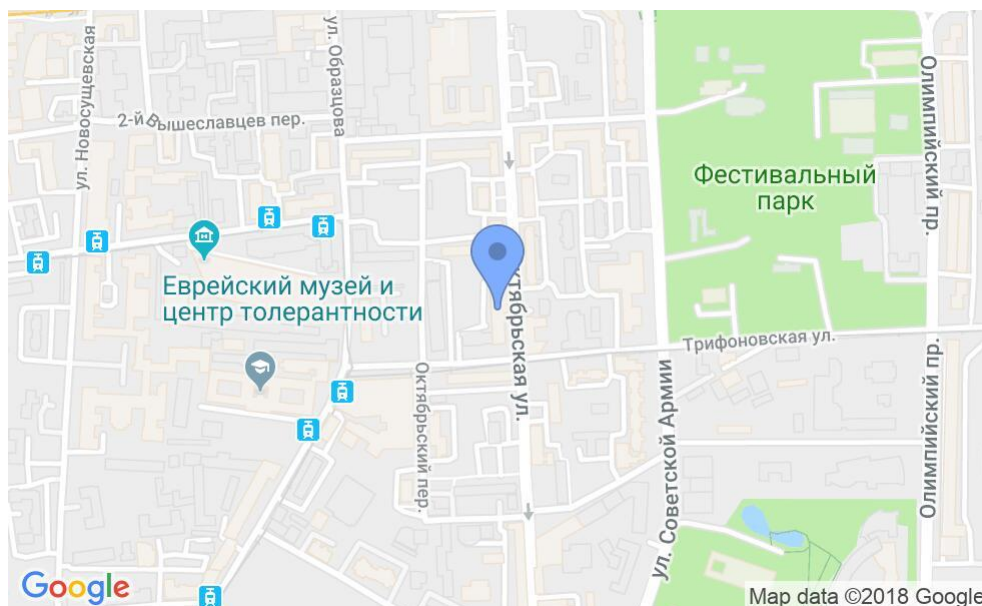 ул. Новосущевская
ул. Образцова
2-й Вышеславцев пер.
Олимпийский пр.
Фестивальный
парк
Еврейский музей и
центр толерантности
Октябрьская ул.
Трифоновская ул.
Октябрьский пер.
ул. Советской Армии
Олимпийский пр.
Google
Map data ©2018 Google